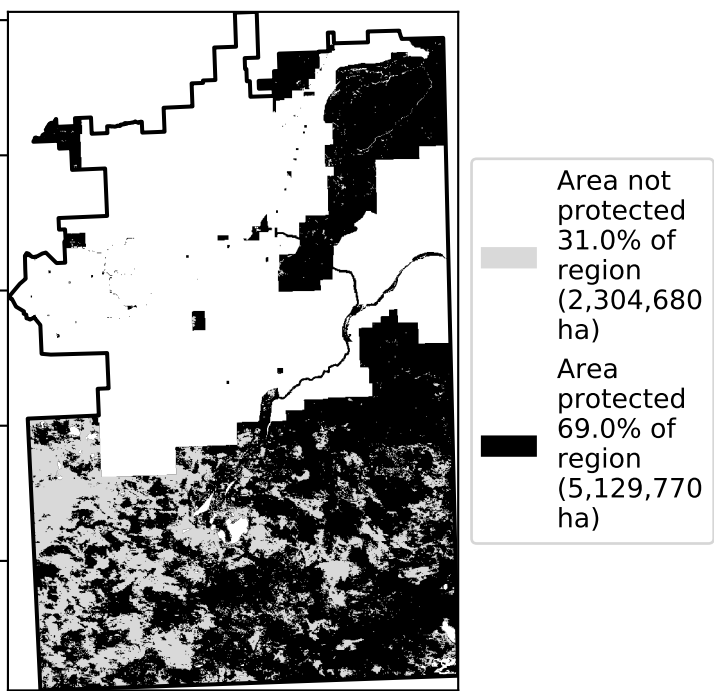 Area not
protected
31.0% of
region
(2,304,680
ha)
Area
protected
69.0% of
region
(5,129,770
ha)